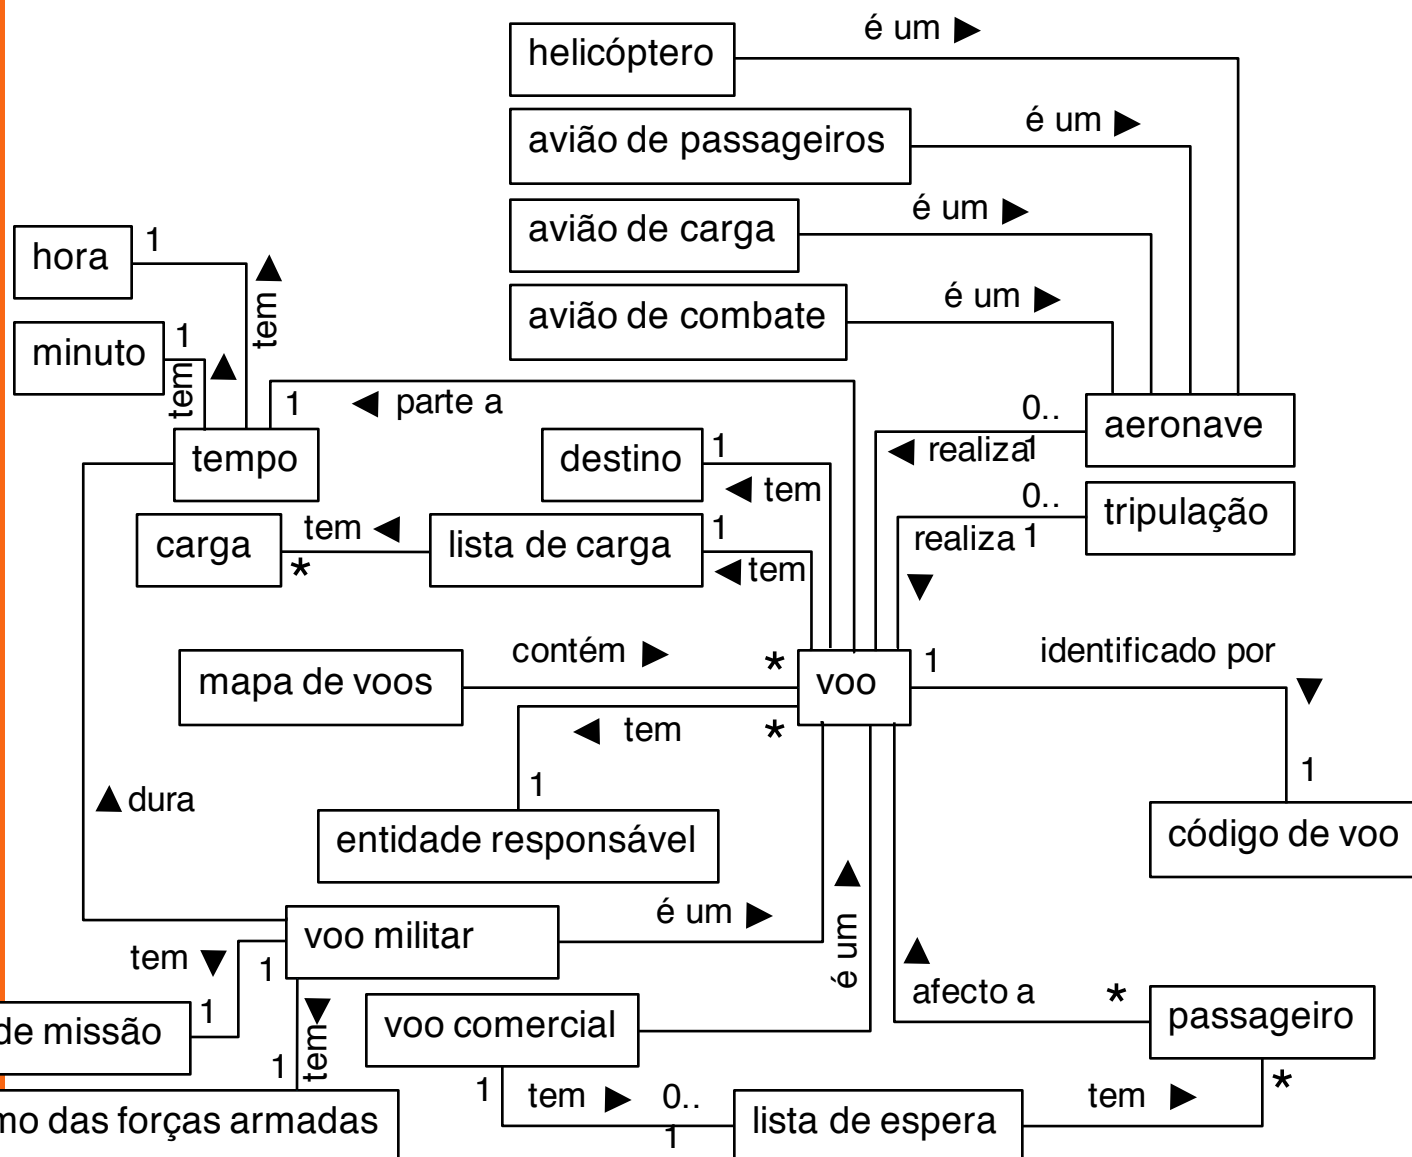 é um ▶
helicóptero
é um ▶
avião de passageiros
é um ▶
avião de carga
é um ▶
avião de combate
hora
1
tem ▶
minuto
1
tem ▶
1
◀ parte a
tempo
destino
1
◀ tem
0..
1
◀ realiza
aeronave
carga
tem ◀
*
lista de carga
1
◀ tem
0..
1
realiza
▼
tripulação
mapa de voos
contém ▶
*
voo
1
identificado por
▼
1
código de voo
◀ tem
*
1
entidade responsável
▲ dura
voo militar
é um ▶
é um ▶
tem ▼
1
1
de missão
tem ▶
1
mo das forças armadas
voo comercial
▲
afecto a
*
passageiro
1
tem ▶
0..
1
lista de espera
tem ▶
*